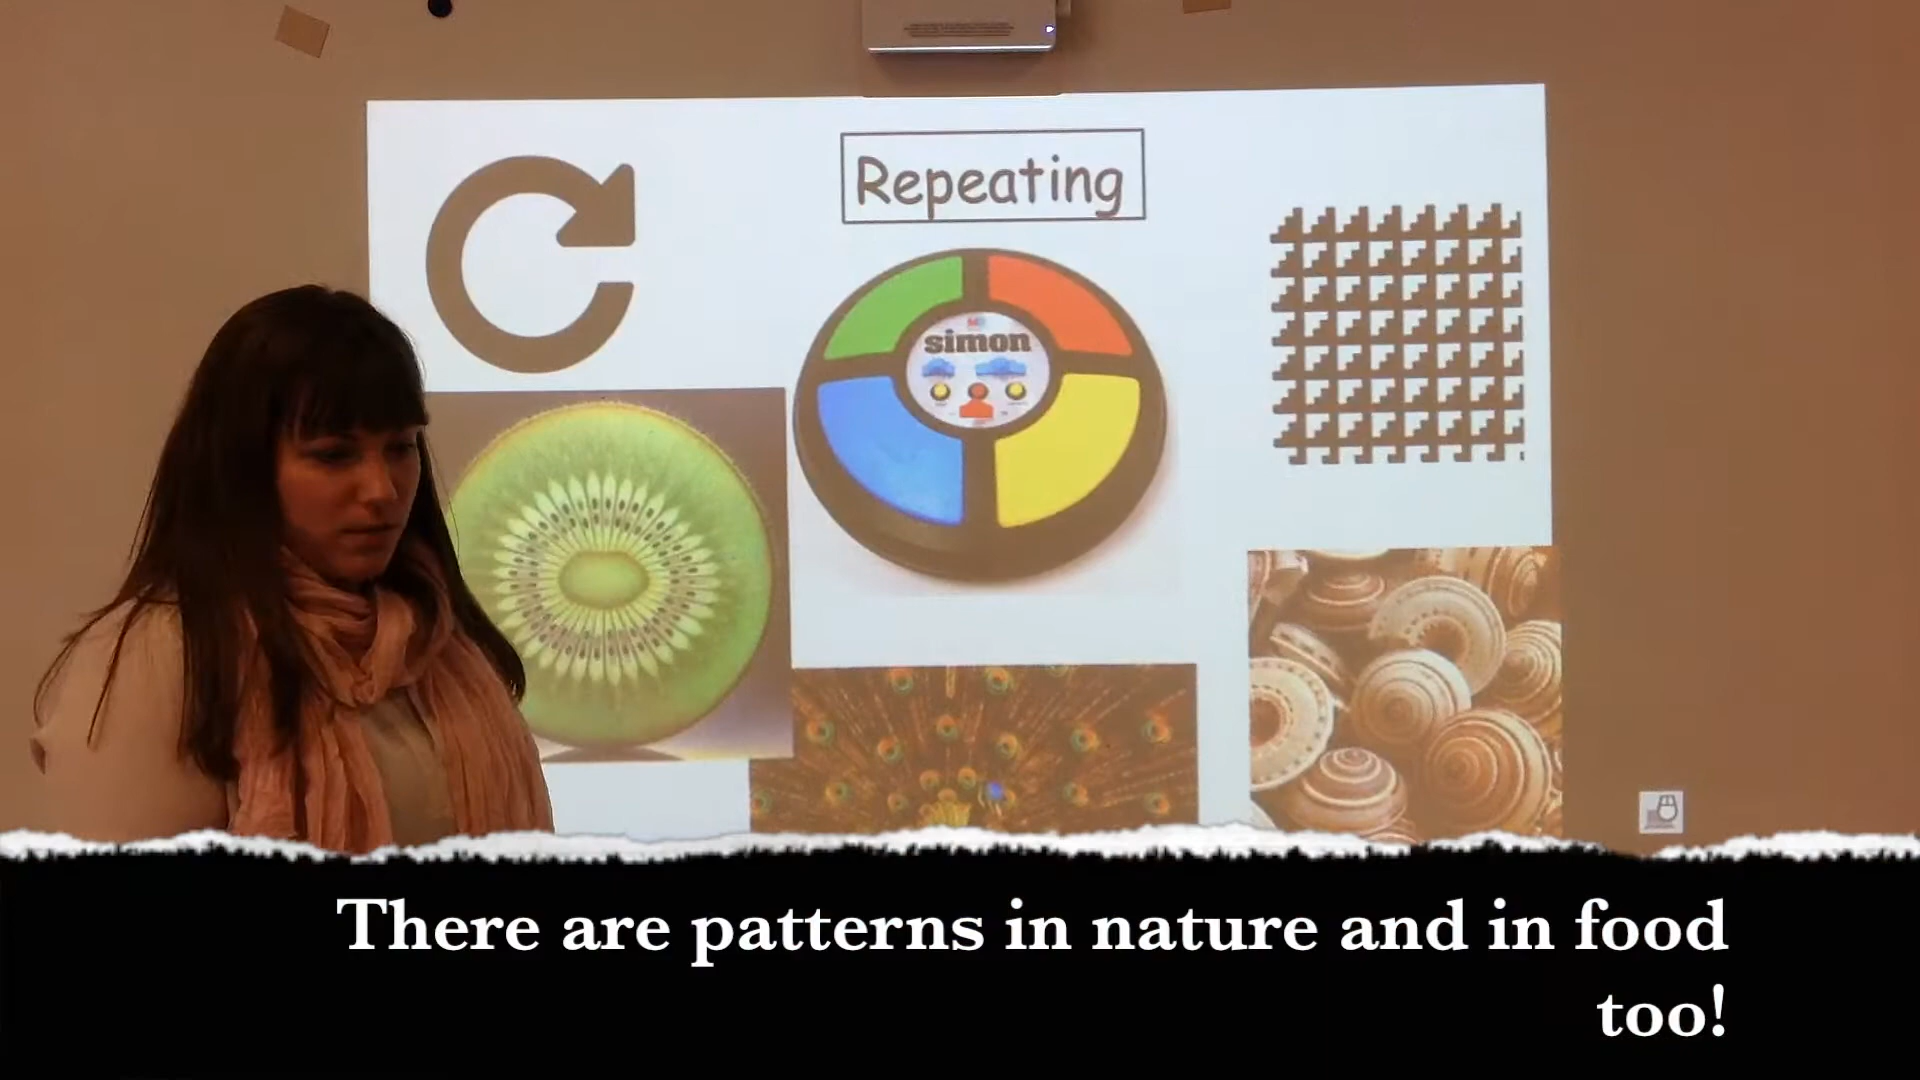 Repeating
simon
There are patterns in nature and in food
too!